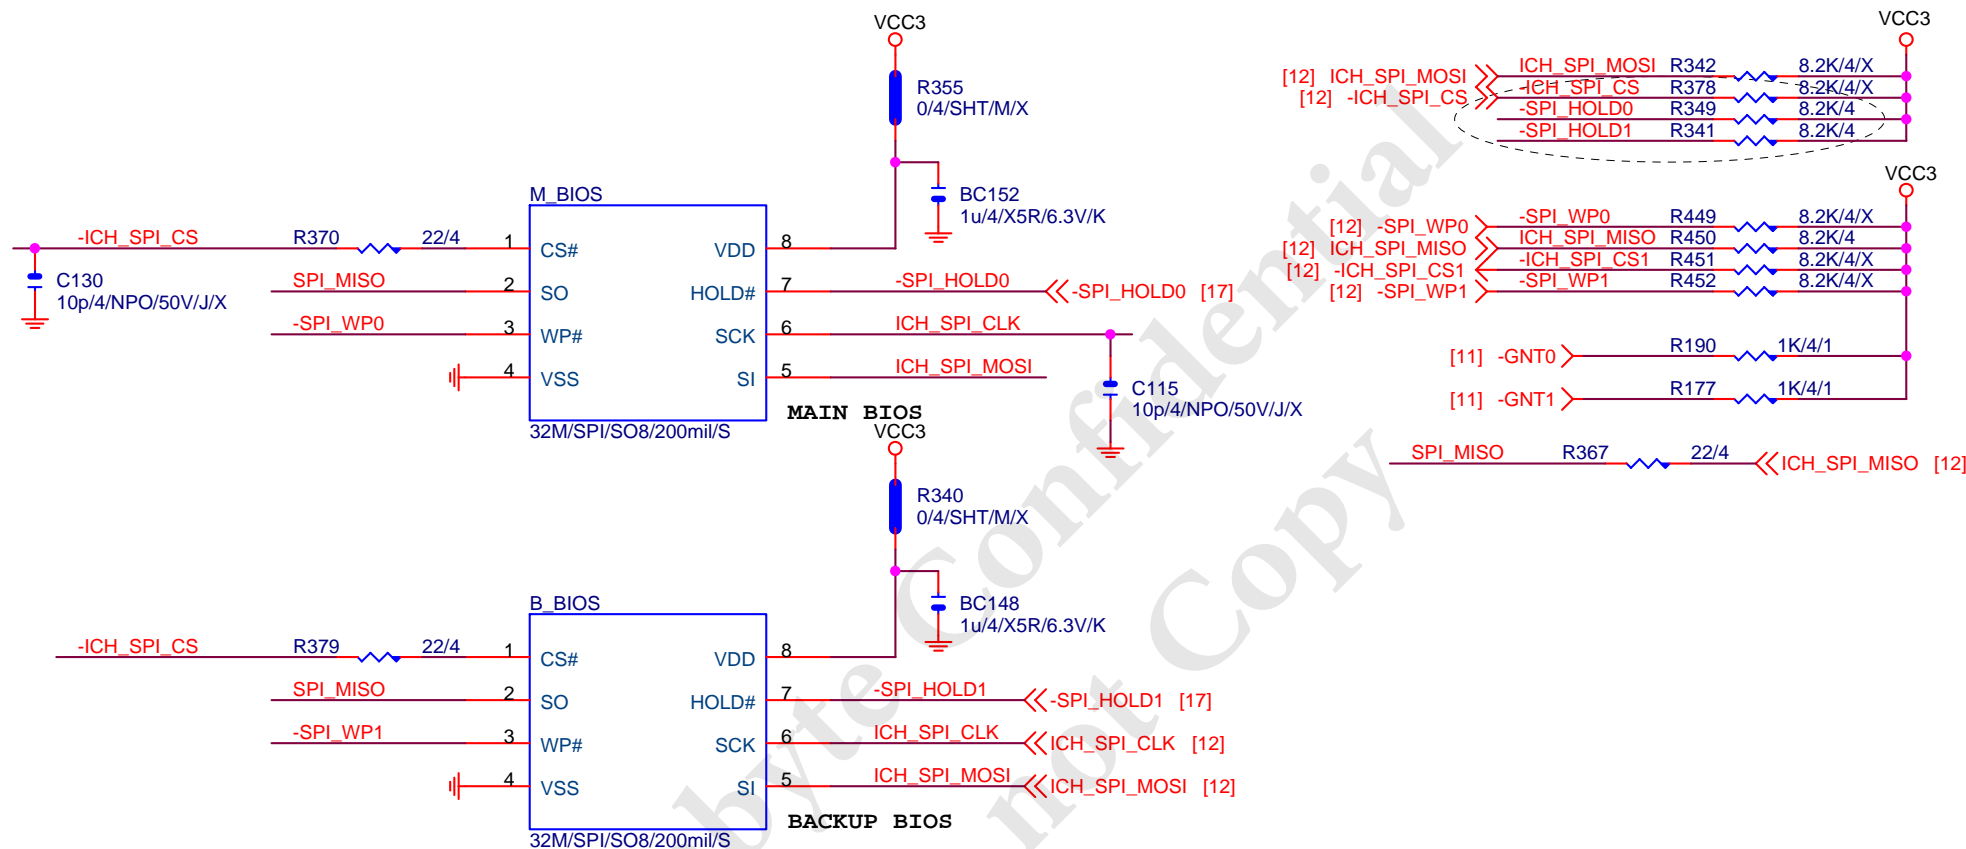 VCC3
R355
0/4/SHT/M/X
BC152
1u/4/X5R/6.3V/K
M_BIOS
-ICH_SPI_CS R370 22/4 1 CS# VDD 8
C130
10p/4/NPO/50V/J/X
SPI_MISO 2 SO HOLD# 7 -SPI_HOLD0 -SPI_HOLD0 [17]
-SPI_WP0 3 WP# SCK 6 ICH_SPI_CLK
4 VSS SI 5 ICH_SPI_MOSI
C115
10p/4/NPO/50V/J/X
MAIN BIOS
32M/SPI/SO8/200mil/S
VCC3
R340
0/4/SHT/M/X
BC148
1u/4/X5R/6.3V/K
B_BIOS
-ICH_SPI_CS R379 22/4 1 CS# VDD 8
SPI_MISO 2 SO HOLD# 7 -SPI_HOLD1 -SPI_HOLD1 [17]
-SPI_WP1 3 WP# SCK 6 ICH_SPI_CLK ICH_SPI_CLK [12]
4 VSS SI 5 ICH_SPI_MOSI ICH_SPI_MOSI [12]
BACKUP BIOS
32M/SPI/SO8/200mil/S
VCC3
[12] ICH_SPI_MOSI ICH_SPI_MOSI R342 8.2K/4/X
[12] -ICH_SPI_CS -ICH_SPI_CS R378 8.2K/4/X
-SPI_HOLD0 R349 8.2K/4
-SPI_HOLD1 R341 8.2K/4
VCC3
[12] -SPI_WP0 -SPI_WP0 R449 8.2K/4/X
[12] ICH_SPI_MISO ICH_SPI_MISO R450 8.2K/4
[12] -ICH_SPI_CS1 -ICH_SPI_CS1 R451 8.2K/4/X
[12] -SPI_WP1 -SPI_WP1 R452 8.2K/4/X
[11] -GNT0 R190 1K/4/1
[11] -GNT1 R177 1K/4/1
SPI_MISO R367 22/4 ICH_SPI_MISO [12]
byte Confidential
not Copy